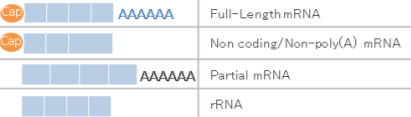 Cap AAAAAA Full-Length mRNA
Cap Non coding/Non-poly(A) mRNA
AAAAAA Partial mRNA
rRNA